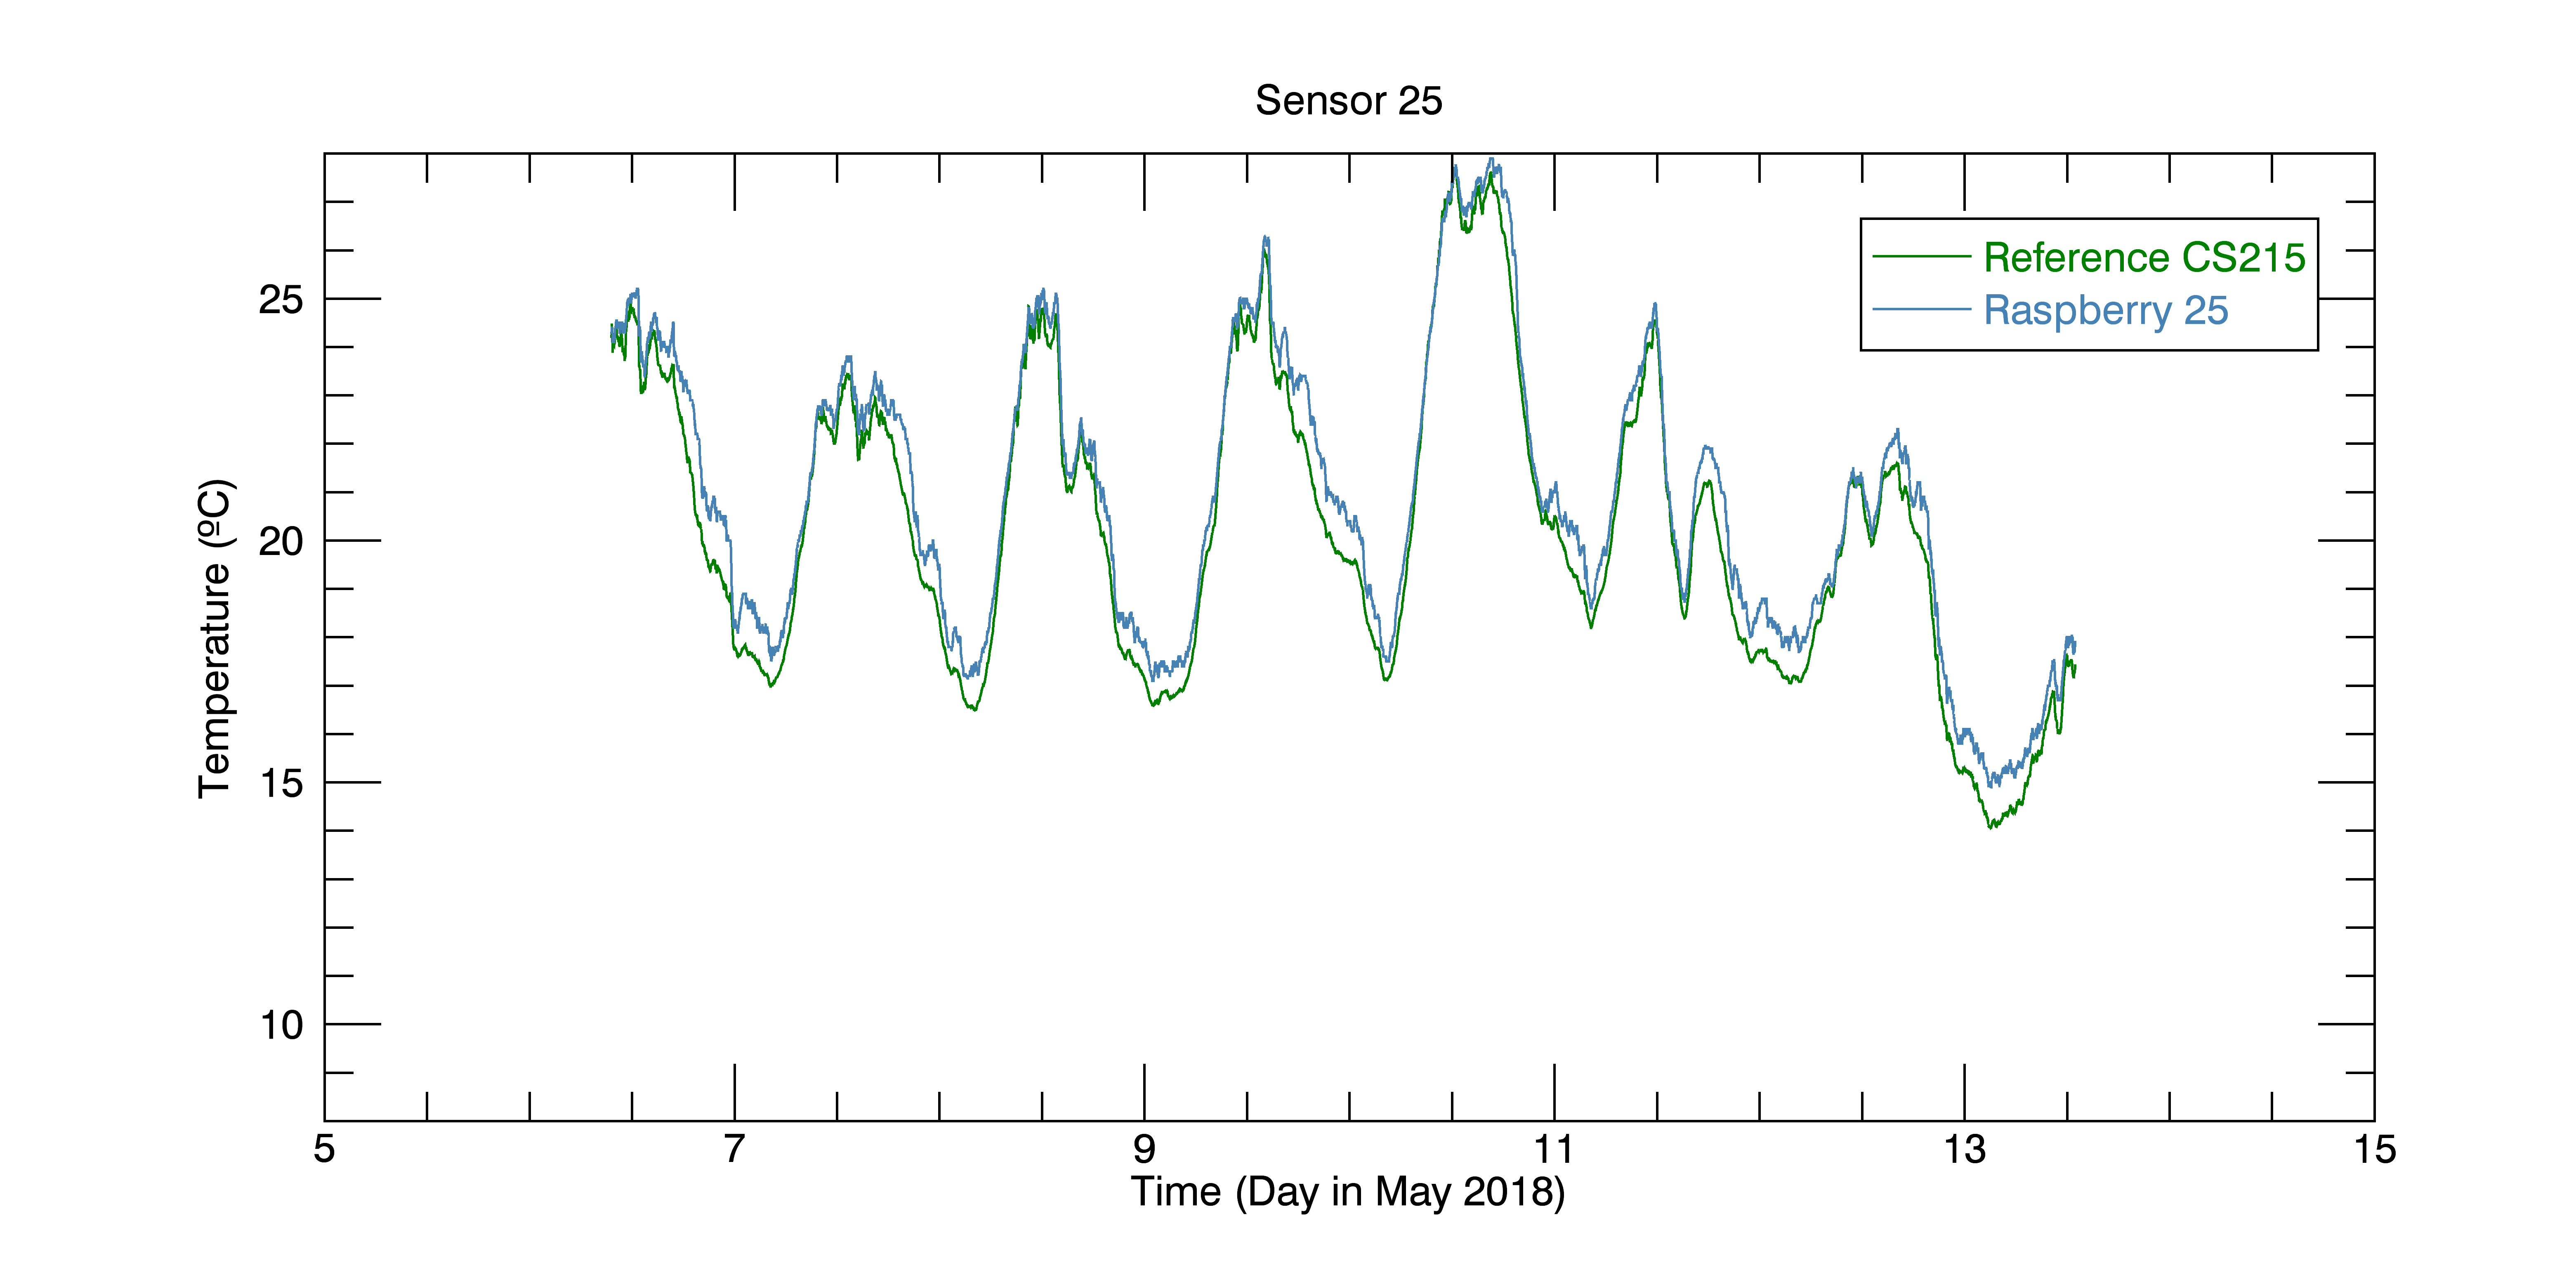 Sensor 25
Reference CS215
Raspberry 25
Temperature (ºC)
25
20
15
10
5 7 9 11 13 15
Time (Day in May 2018)